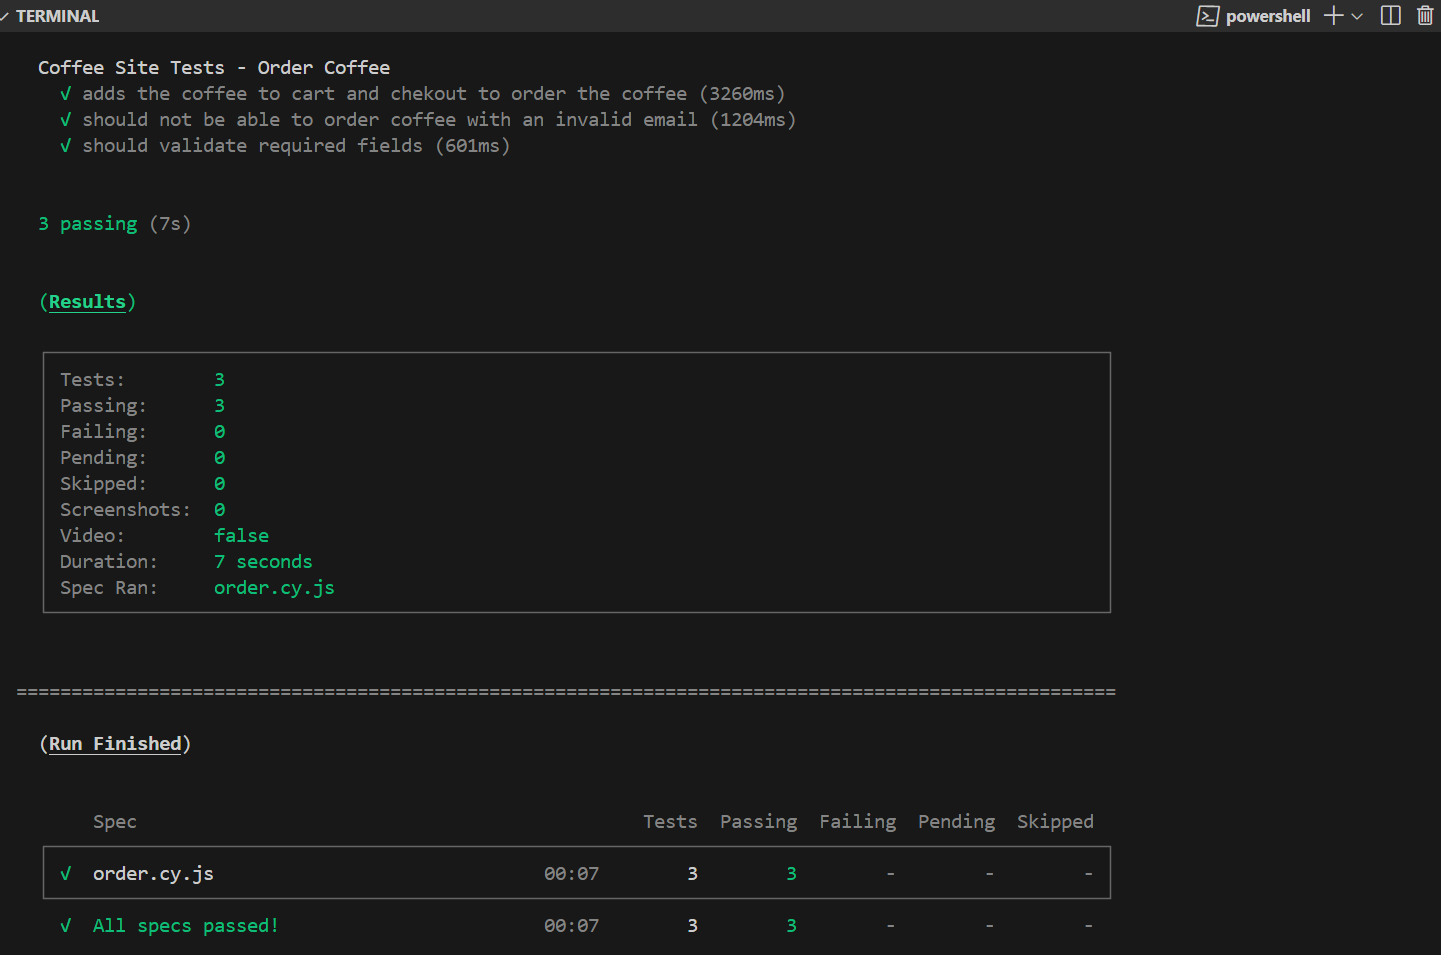 TERMINAL
powershell
Coffee Site Tests - Order Coffee
√ adds the coffee to cart and chekout to order the coffee (3260ms)
√ should not be able to order coffee with an invalid email (1204ms)
√ should validate required fields (601ms)
3 passing (7s)
(Results)
Tests: 3
Passing: 3
Failing: 0
Pending: 0
Skipped: 0
Screenshots: 0
Video: false
Duration: 7 seconds
Spec Ran: order.cy.js
====================================================================================================
(Run Finished)
Spec Tests Passing Failing Pending Skipped
√ order.cy.js 00:07 3 3 - - -
√ All specs passed! 00:07 3 3 - - -